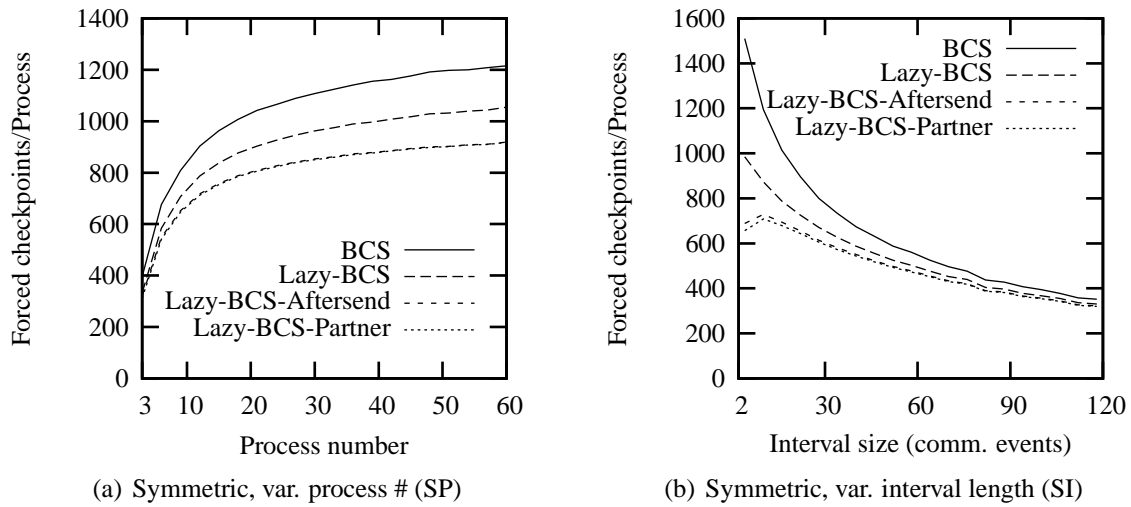 Forced checkpoints/Process
1400
1200
1000
800
600
400
200
0
BCS
Lazy-BCS
Lazy-BCS-Aftersend
Lazy-BCS-Partner
3 10 20 30 40 50 60
Process number
(a) Symmetric, var. process # (SP)
Forced checkpoints/Process
1600
1400
1200
1000
800
600
400
200
0
BCS
Lazy-BCS
Lazy-BCS-Aftersend
Lazy-BCS-Partner
2 30 60 90 120
Interval size (comm. events)
(b) Symmetric, var. interval length (SI)